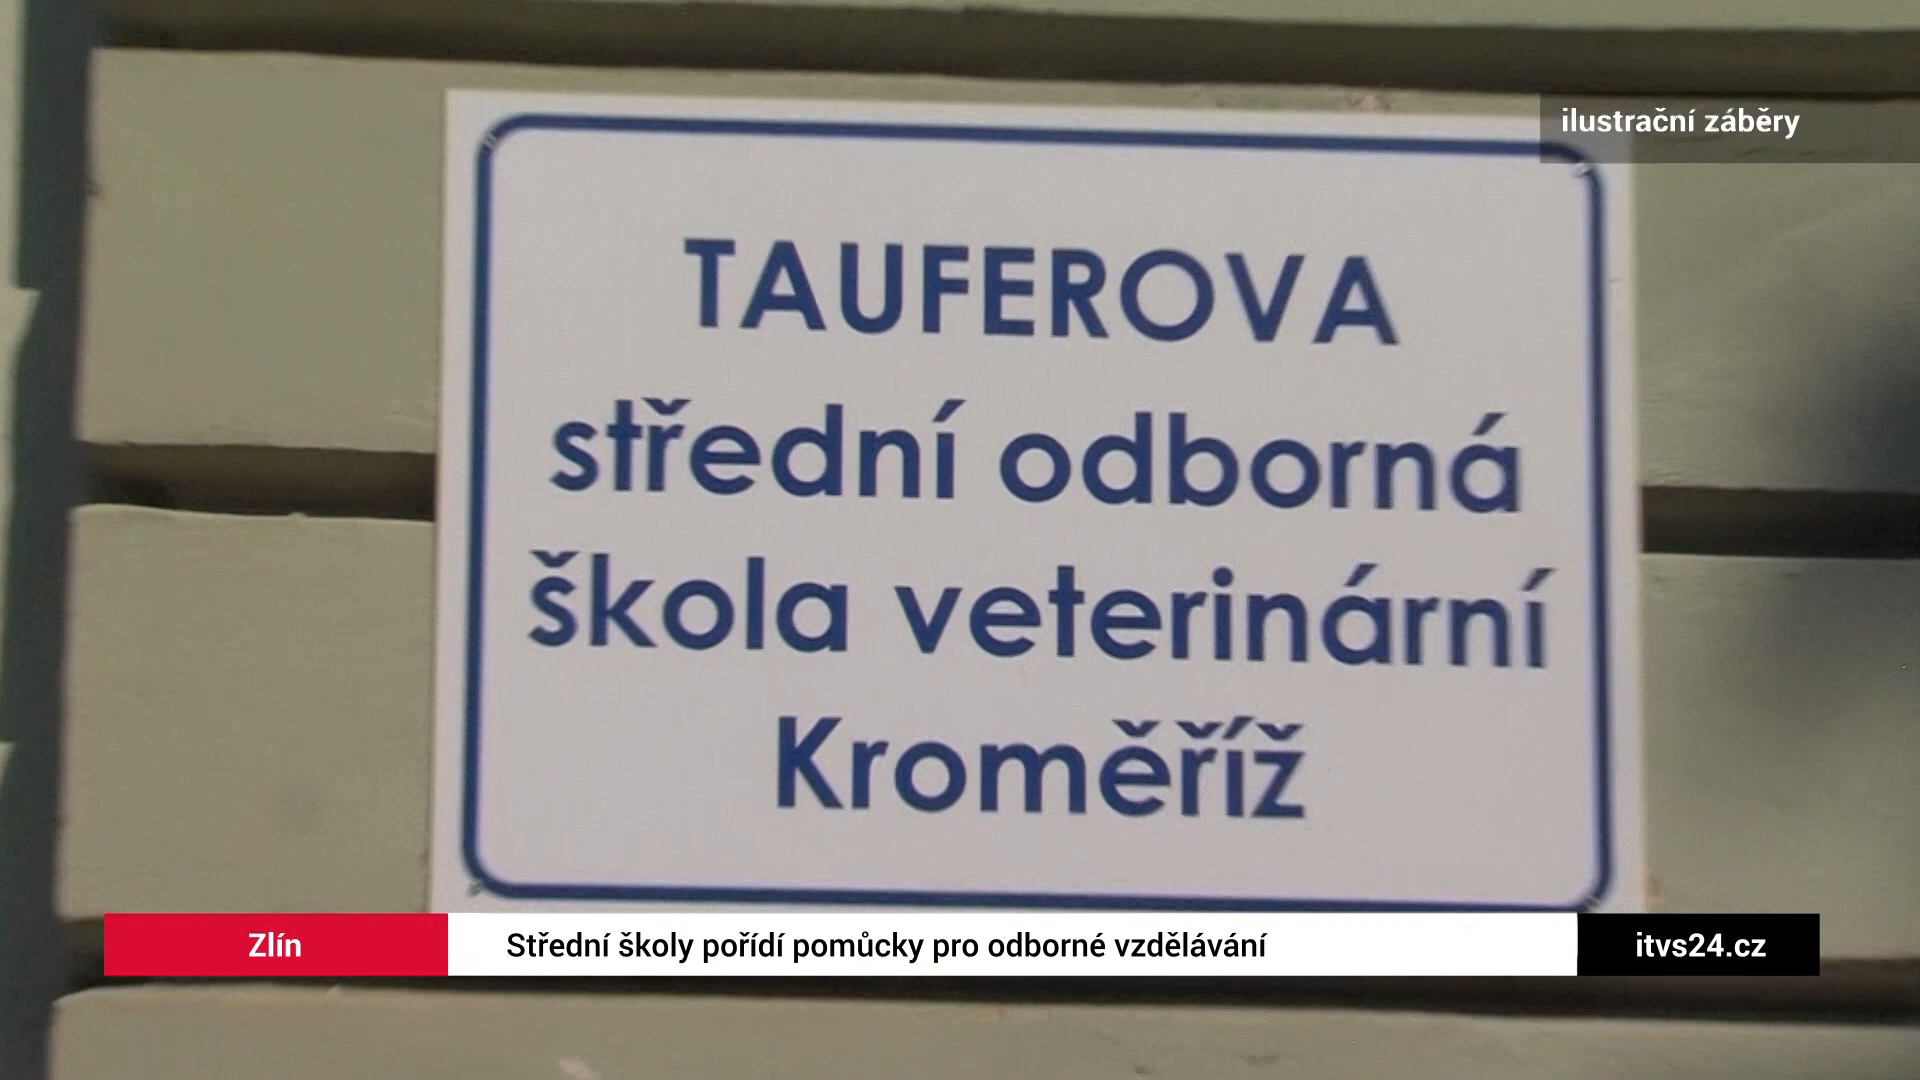 ilustrační záběry
TAUFEROVA
střední odborná
škola veterinární
Kroměříž
Zlín
Střední školy pořídí pomůcky pro odborné vzdělávání
itvs24.cz